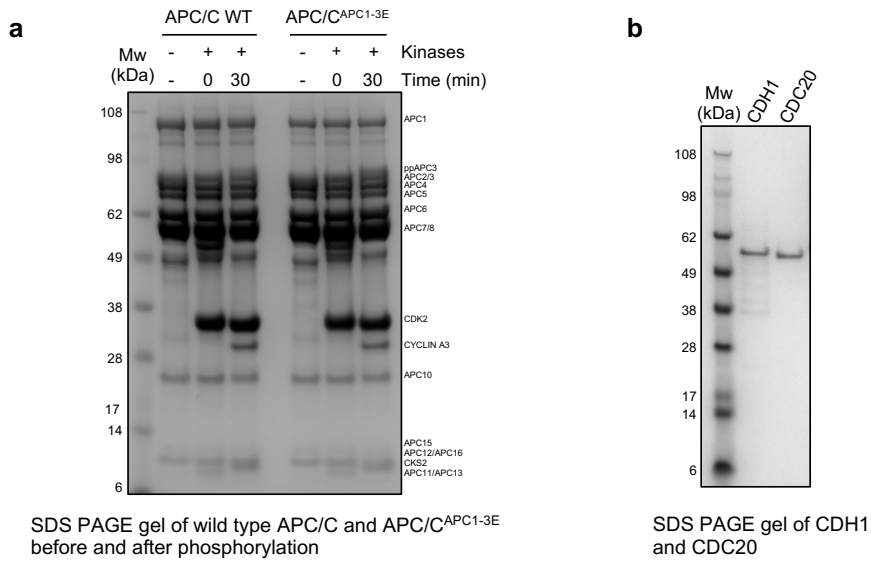 a
APC/C WT APC/CAPC1-3E
Mw (kDa)
- + + - + + Kinases
- 0 30 - 0 30 Time (min)
108
98
62
49
38
28
17
14
6
APC1
ppAPC3
APC2/3
APC4
APC5
APC6
APC7/8
CDK2
CYCLIN A3
APC10
APC15
APC12/APC16
CKS2
APC11/APC13
SDS PAGE gel of wild type APC/C and APC/CAPC1-3E
before and after phosphorylation
b
Mw
(kDa)
CDH1
CDC20
108
98
62
49
38
28
17
14
6
SDS PAGE gel of CDH1
and CDC20